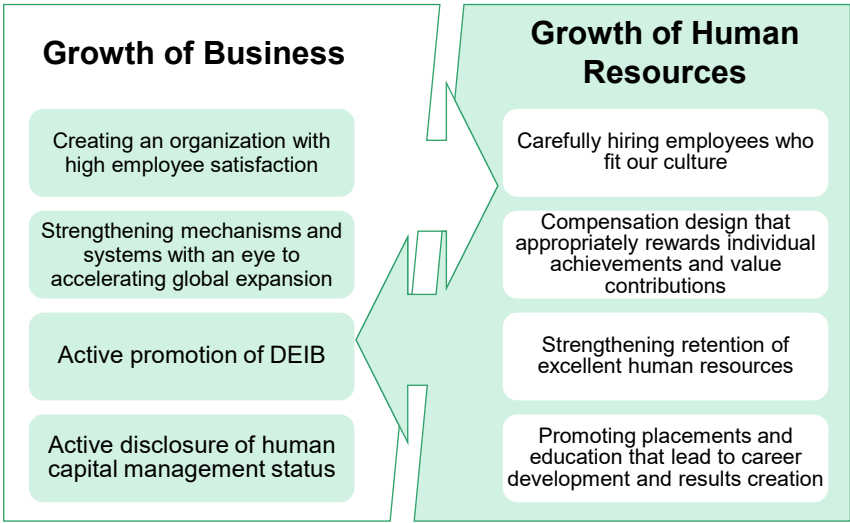 Growth of Business
Creating an organization with
high employee satisfaction
Strengthening mechanisms and
systems with an eye to
accelerating global expansion
Active promotion of DEIB
Active disclosure of human
capital management status
Growth of Human
Resources
Carefully hiring employees who
fit our culture
Compensation design that
appropriately rewards individual
achievements and value
contributions
Strengthening retention of
excellent human resources
Promoting placements and
education that lead to career
development and results creation